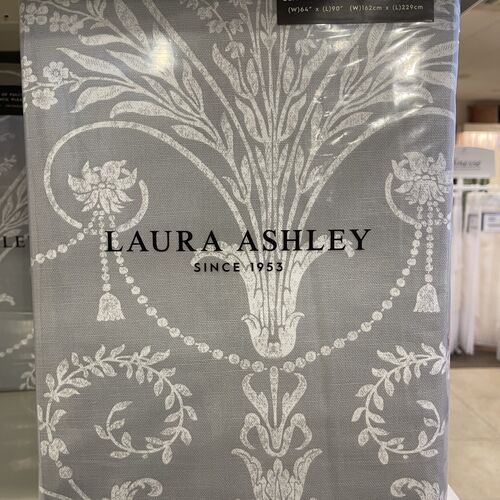 (W)64" x (L)90" (W)162cm x (L)229cm
LAURA ASHLEY
SINCE 1953